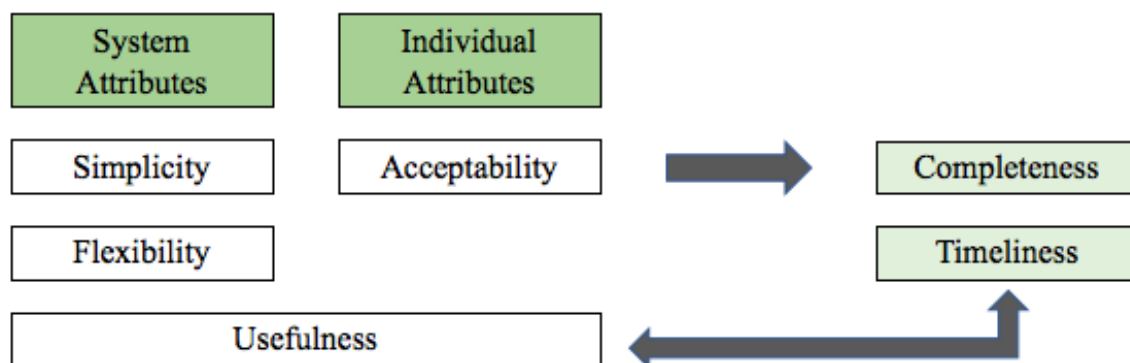 System
Attributes
Individual
Attributes
Simplicity
Acceptability
Completeness
Flexibility
Timeliness
Usefulness